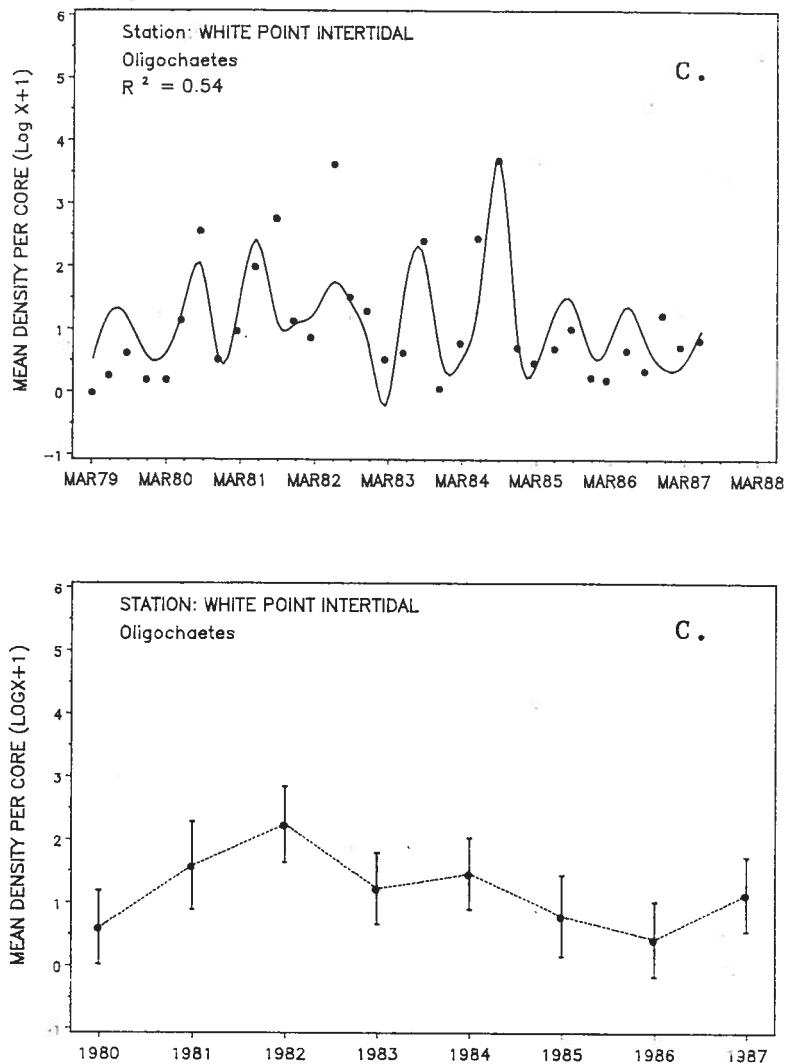 Station: WHITE POINT INTERTIDAL
Oligochaetes
R² = 0.54
C.
MEAN DENSITY PER CORE (Log X+1)
6
5
4
3
2
1
0
-1
MAR79 MAR80 MAR81 MAR82 MAR83 MAR84 MAR85 MAR86 MAR87 MAR88
STATION: WHITE POINT INTERTIDAL
Oligochaetes
C.
MEAN DENSITY PER CORE (LOGX+1)
6
5
4
3
2
1
0
-1
1980 1981 1982 1983 1984 1985 1986 1987